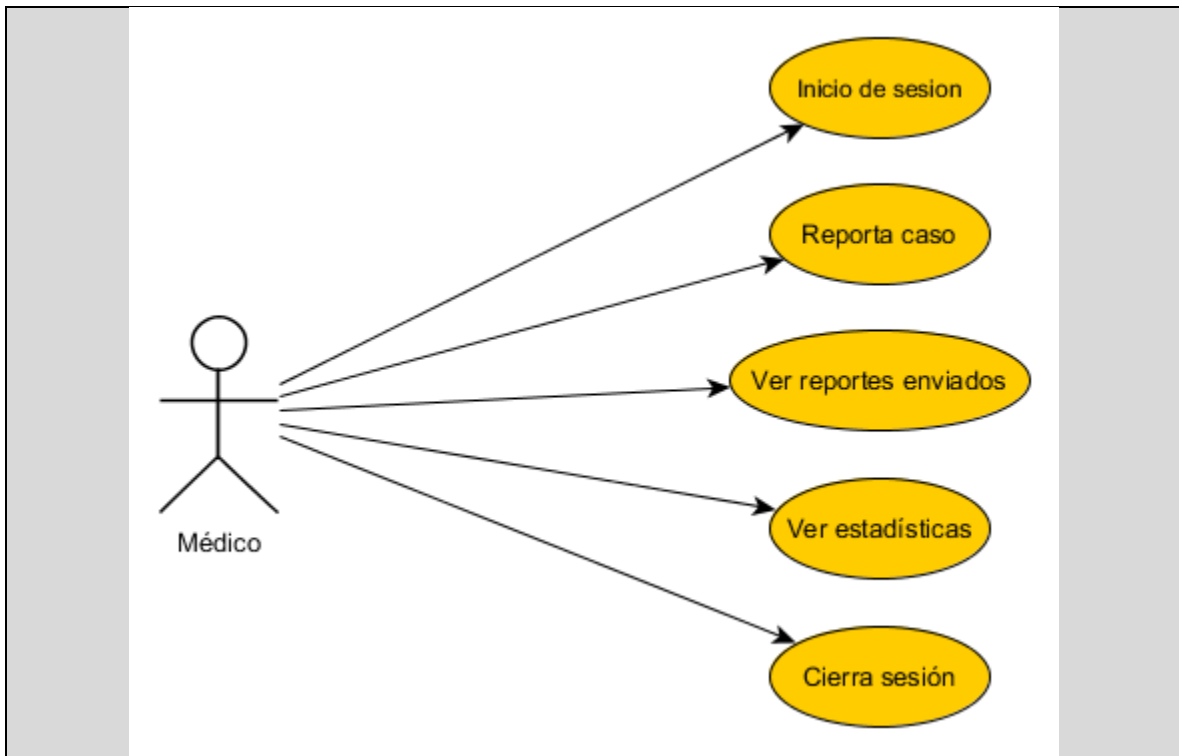 Inicio de sesion
Reporta caso
Ver reportes enviados
Médico
Ver estadísticas
Cierra sesión